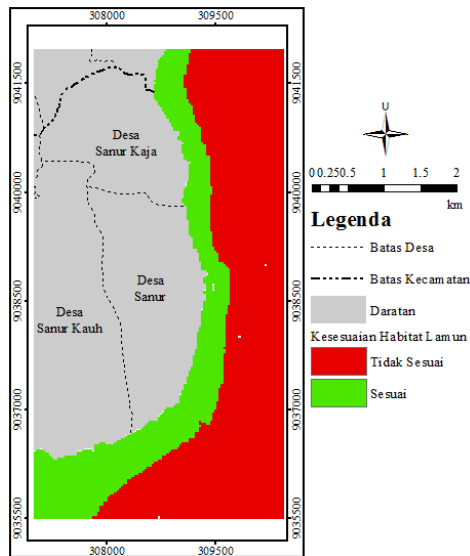 308000 309500
9041500
9040000
9038500
9037000
9035500
9041500
9040000
9038500
9037000
9035500
Desa
Sanur Kaja
Desa
Sanur
Desa
Sanur Kauh
308000 309500
U
0 0.25 0.5 1 1.5 2
km
Legenda
Batas Desa
Batas Kecamatan
Daratan
Kesesuaian Habitat Lamun
Tidak Sesuai
Sesuai